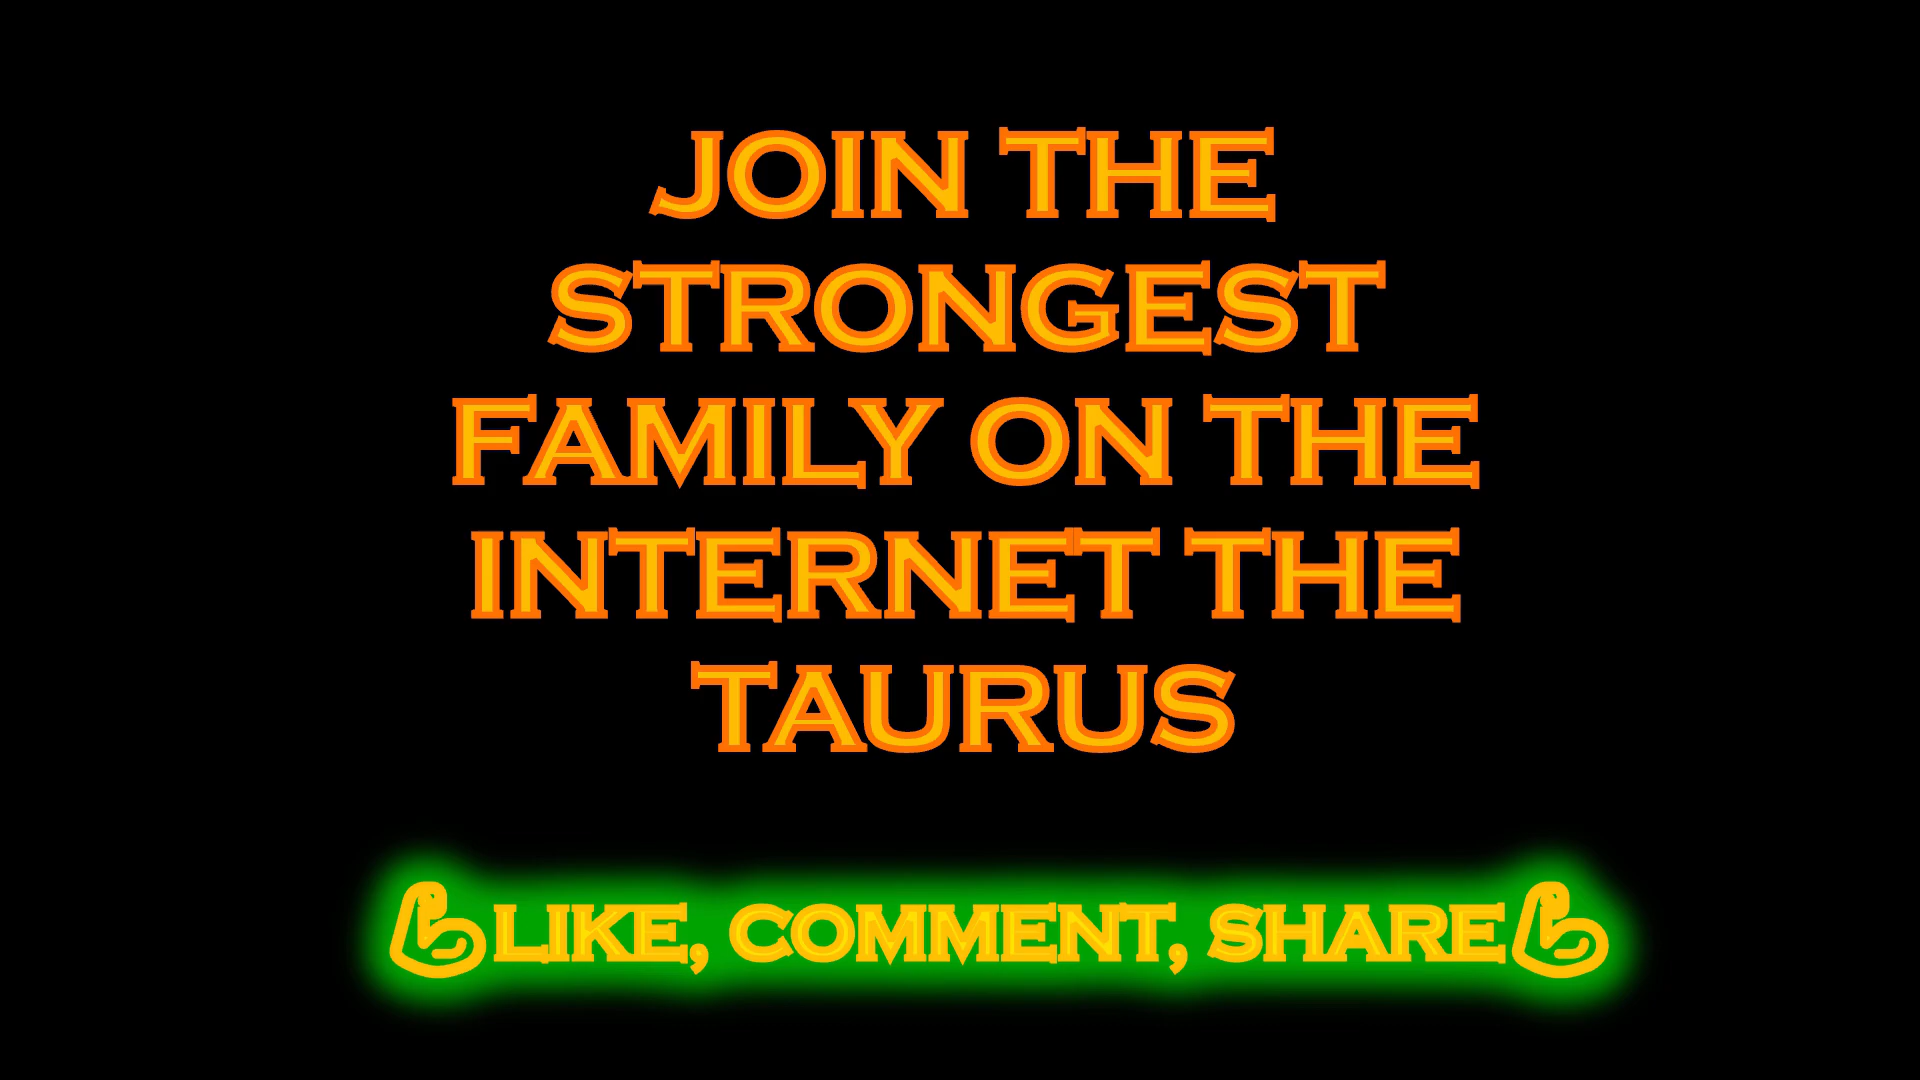 JOIN THE
STRONGEST
FAMILY ON THE
INTERNET THE
TAURUS
💪LIKE, COMMENT, SHARE💪